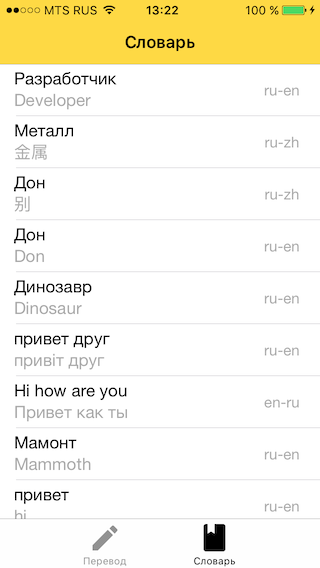 MTS RUS 13:22 100 %
Словарь
Разработчик
Developer
ru-en
Металл
金属
ru-zh
Дон
别
ru-zh
Дон
Don
ru-en
Динозавр
Dinosaur
ru-en
привет друг
привіт друг
ru-en
Hi how are you
Привет как ты
en-ru
Мамонт
Mammoth
ru-en
привет
hi
ru-en
Перевод
Словарь